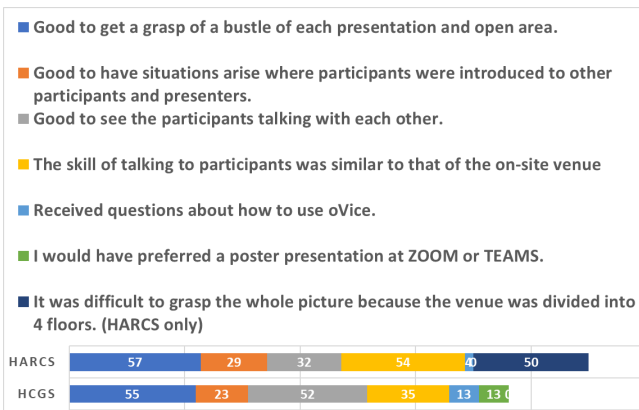 Good to get a grasp of a bustle of each presentation and open area.
Good to have situations arise where participants were introduced to other
participants and presenters.
Good to see the participants talking with each other.
The skill of talking to participants was similar to that of the on-site venue
Received questions about how to use oVice.
I would have preferred a poster presentation at ZOOM or TEAMS.
It was difficult to grasp the whole picture because the venue was divided into
4 floors. (HARCS only)
HARCS 57 29 32 54 4 0 50
HCGS 55 23 52 35 13 13 0